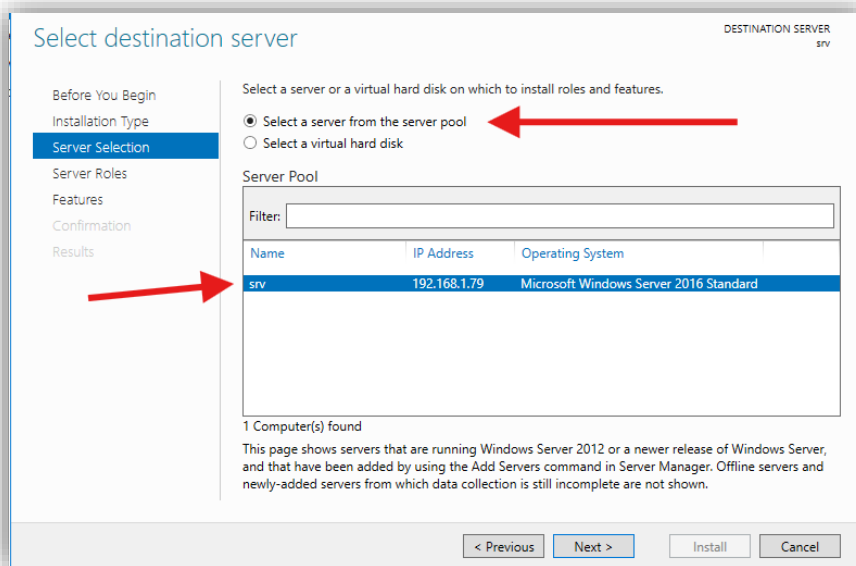 Select destination server
DESTINATION SERVER
srv
Before You Begin
Installation Type
Server Selection
Server Roles
Features
Confirmation
Results
Select a server or a virtual hard disk on which to install roles and features.
Select a server from the server pool
Select a virtual hard disk
Server Pool
Filter:
Name IP Address Operating System
srv 192.168.1.79 Microsoft Windows Server 2016 Standard
1 Computer(s) found
This page shows servers that are running Windows Server 2012 or a newer release of Windows Server,
and that have been added by using the Add Servers command in Server Manager. Offline servers and
newly-added servers from which data collection is still incomplete are not shown.
< Previous Next > Install Cancel